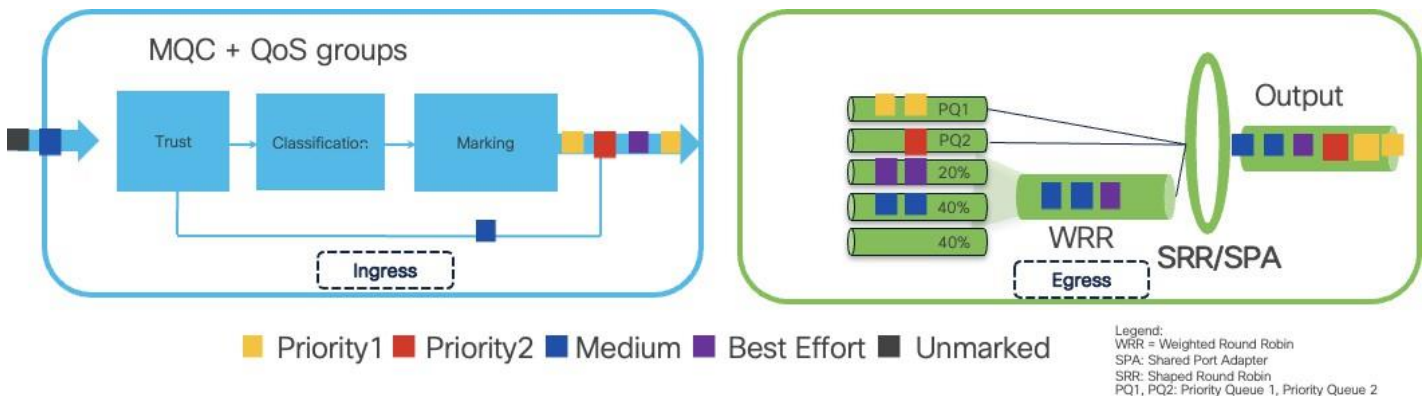 MQC + QoS groups
Trust
Classification
Marking
Ingress
PQ1
PQ2
20%
40%
40%
WRR
SRR/SPA
Output
Egress
Priority1 Priority2 Medium Best Effort Unmarked
Legend:
WRR = Weighted Round Robin
SPA: Shared Port Adapter
SRR: Shaped Round Robin
PQ1, PQ2: Priority Queue 1, Priority Queue 2